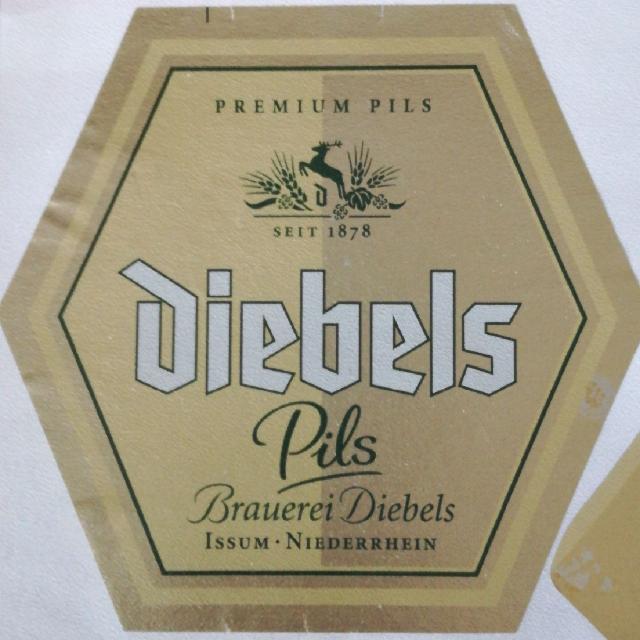 PREMIUM PILS
d
SEIT 1878
diebels
Pils
Brauerei Diebels
ISSUM · NIEDERRHEIN